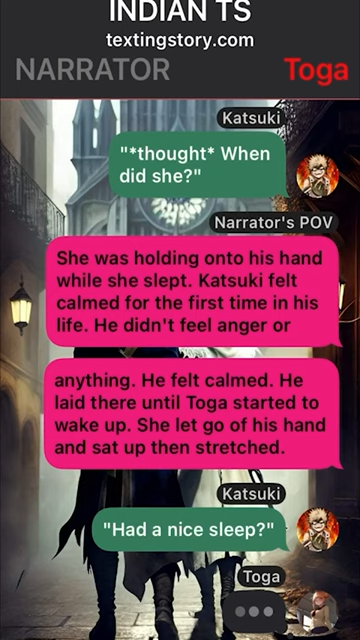 INDIAN TS
textingstory.com
NARRATOR Toga
Katsuki
"*thought* When
did she?"
Narrator's POV
She was holding onto his hand
while she slept. Katsuki felt
calmed for the first time in his
life. He didn't feel anger or
anything. He felt calmed. He
laid there until Toga started to
wake up. She let go of his hand
and sat up then stretched.
Katsuki
"Had a nice sleep?"
Toga